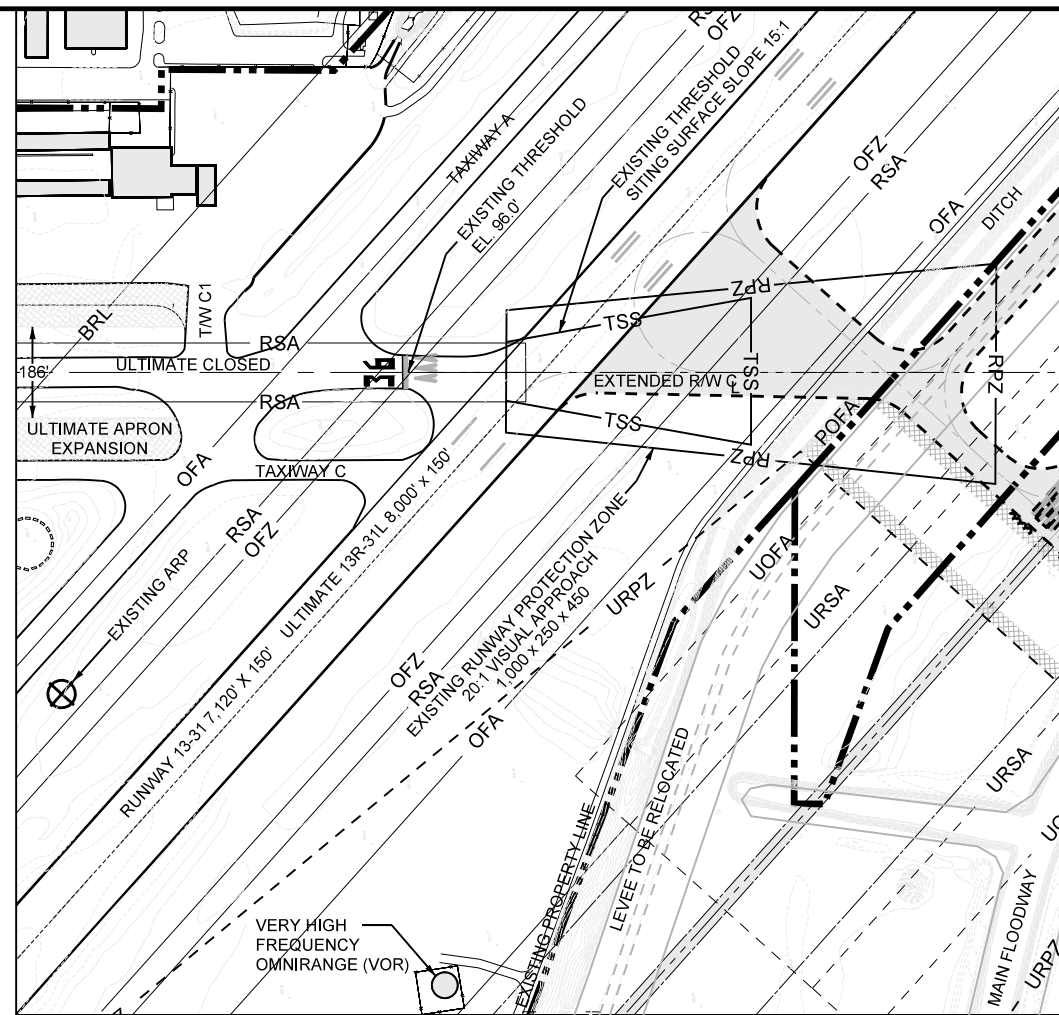 RSA
OFZ
TAXIWAY A
EXISTING THRESHOLD
EL. 96.0'
EXISTING THRESHOLD
SITING SURFACE SLOPE 15:1
OFZ
RSA
OFA
DITCH
T/W C1
BRL
RSA
ULTIMATE CLOSED
186'
RSA
36
RPZ
TSS
TSS
RPZ
EXTENDED R/W C
L
TSS
RPZ
POFA
ULTIMATE APRON
EXPANSION
OFA
TAXIWAY C
RSA
OFZ
EXISTING ARP
RUNWAY 13-31 7,120' X 150'
ULTIMATE 13R-31L 8,000' x 150'
OFZ
RSA
EXISTING RUNWAY PROTECTION ZONE
20:1 VISUAL APPROACH
1,000 x 250 x 450
OFA
URPZ
UOFA
URSA
URSA
EXISTING PROPERTY LINE
LEVEE TO BE RELOCATED
MAIN FLOODWAY
URPZ
VERY HIGH
FREQUENCY
OMNIRANGE (VOR)